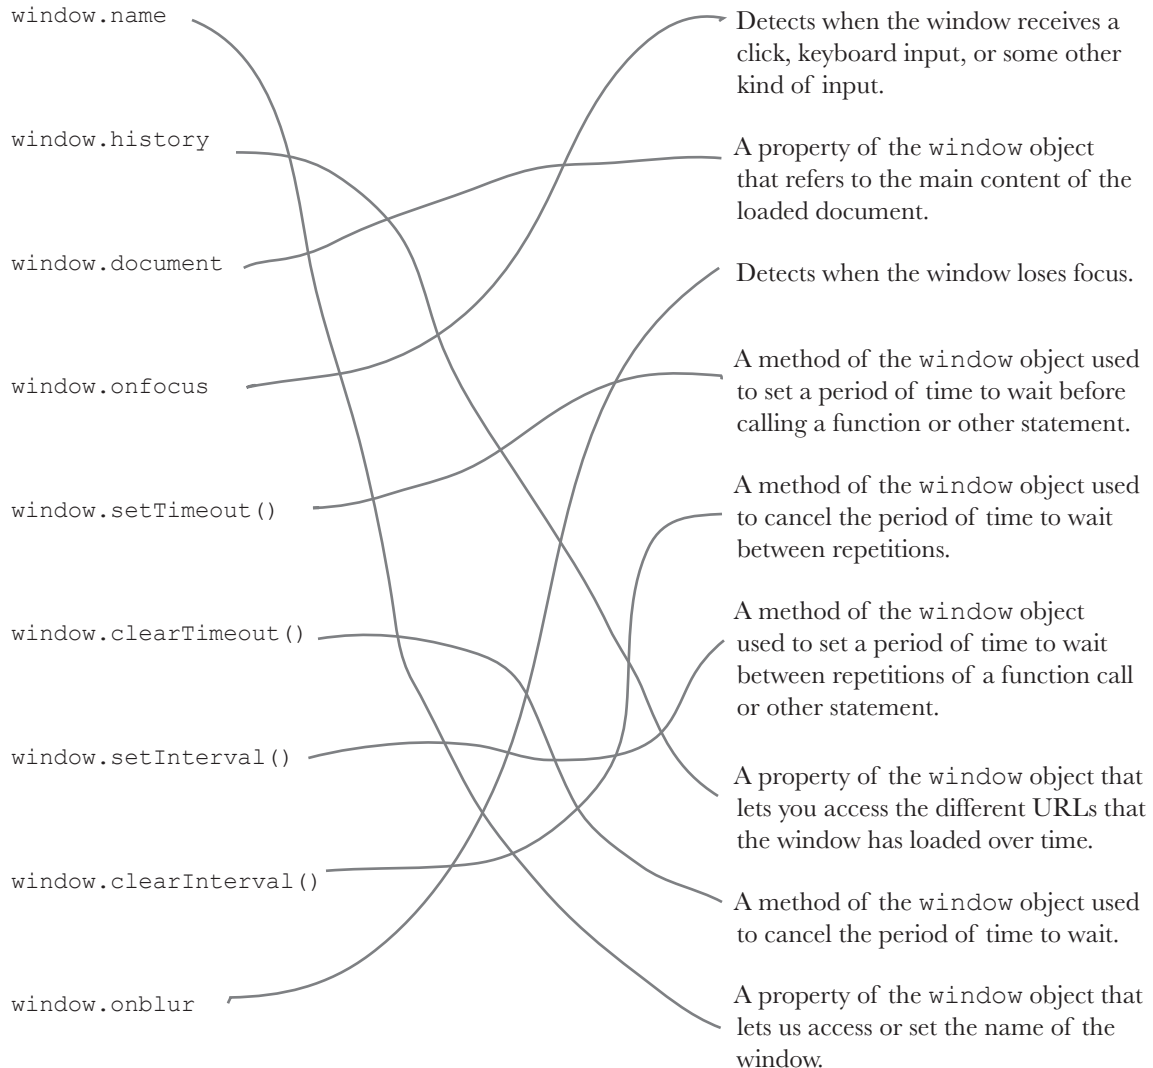 window.name
window.history
window.document
window.onfocus
window.setTimeout()
window.clearTimeout()
window.setInterval()
window.clearInterval()
window.onblur
Detects when the window receives a
click, keyboard input, or some other
kind of input.
A property of the window object
that refers to the main content of the
loaded document.
Detects when the window loses focus.
A method of the window object used
to set a period of time to wait before
calling a function or other statement.
A method of the window object used
to cancel the period of time to wait
between repetitions.
A method of the window object
used to set a period of time to wait
between repetitions of a function call
or other statement.
A property of the window object that
lets you access the different URLs that
the window has loaded over time.
A method of the window object used
to cancel the period of time to wait.
A property of the window object that
lets us access or set the name of the
window.